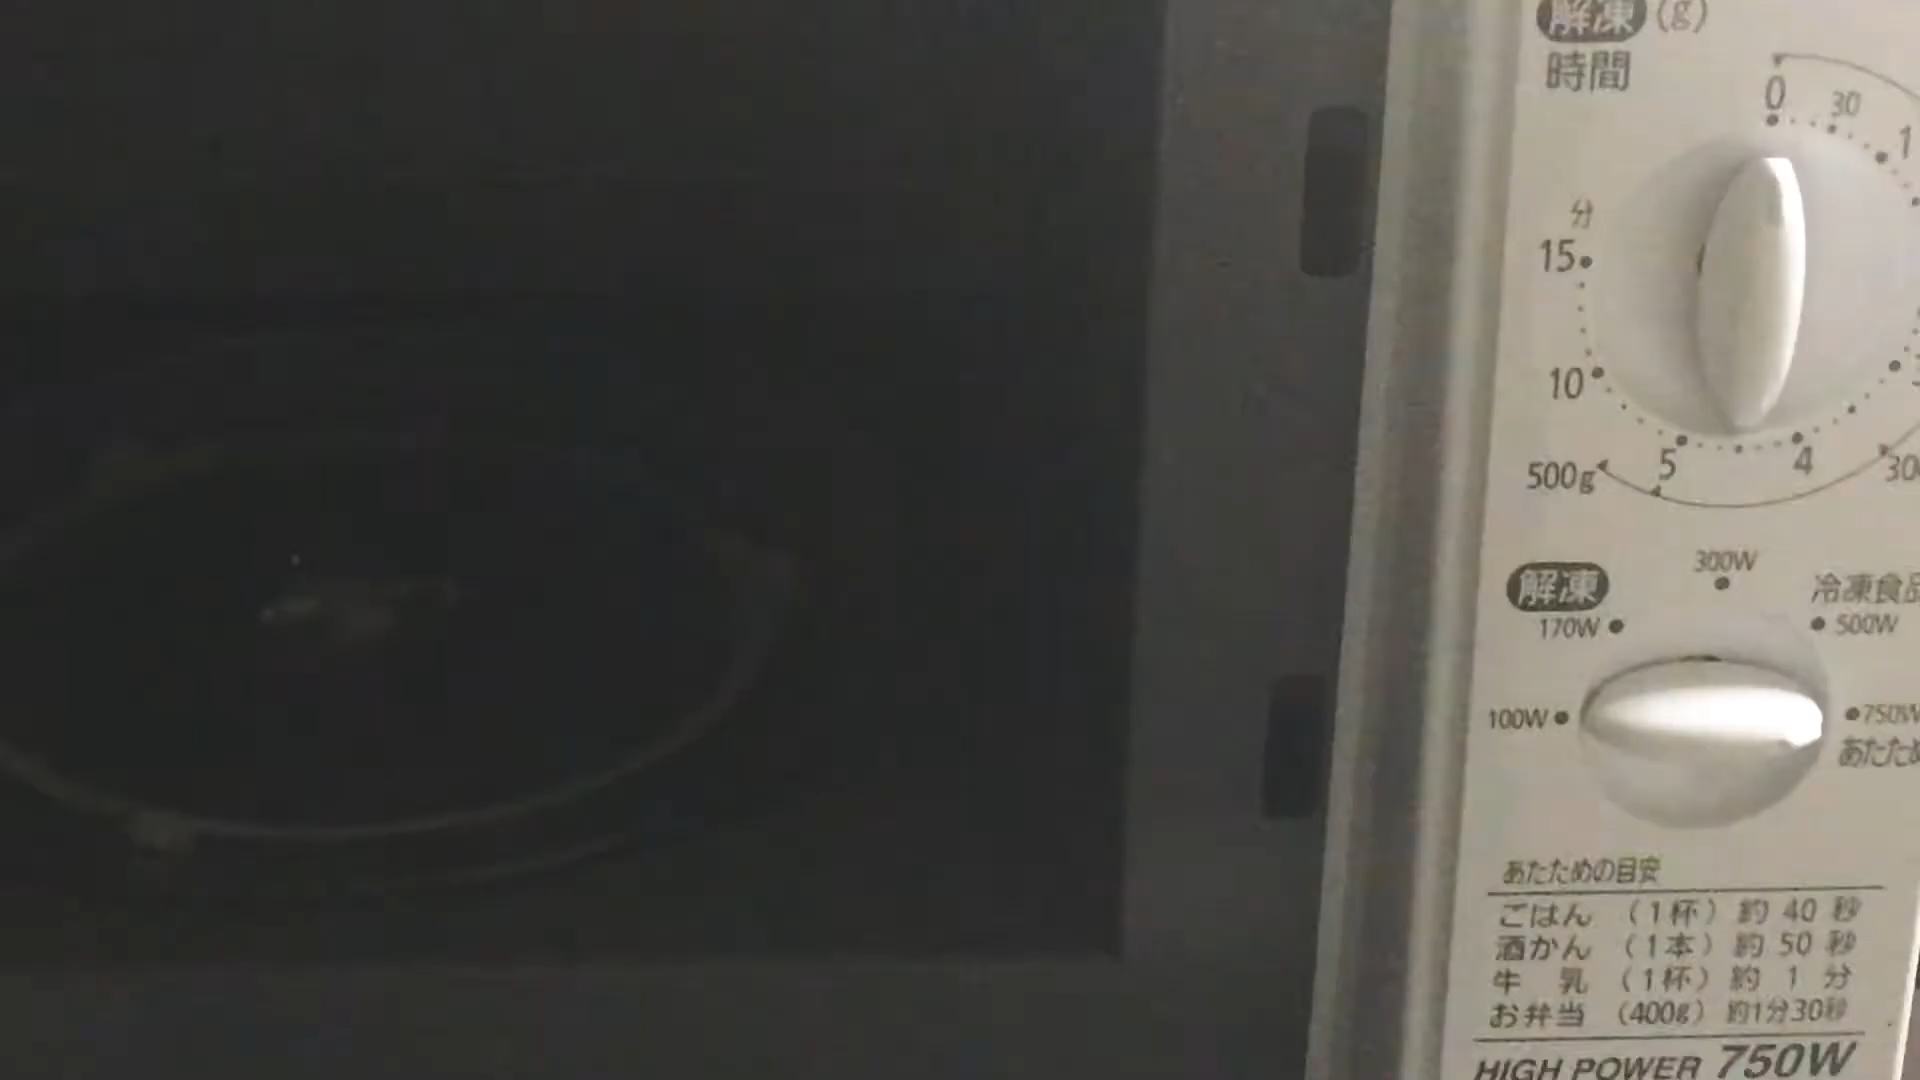 解凍 (g)
時間
0
30
1
分
15
10
5
4
500g
300W
解凍
冷凍食品
170W
500W
100W
750W
あたため
あたための目安
ごはん (1杯) 約 40 秒
酒かん (1本) 約 50 秒
牛 乳 (1杯) 約 1 分
お弁当 (400g) 約1分30秒
HIGH POWER 750W